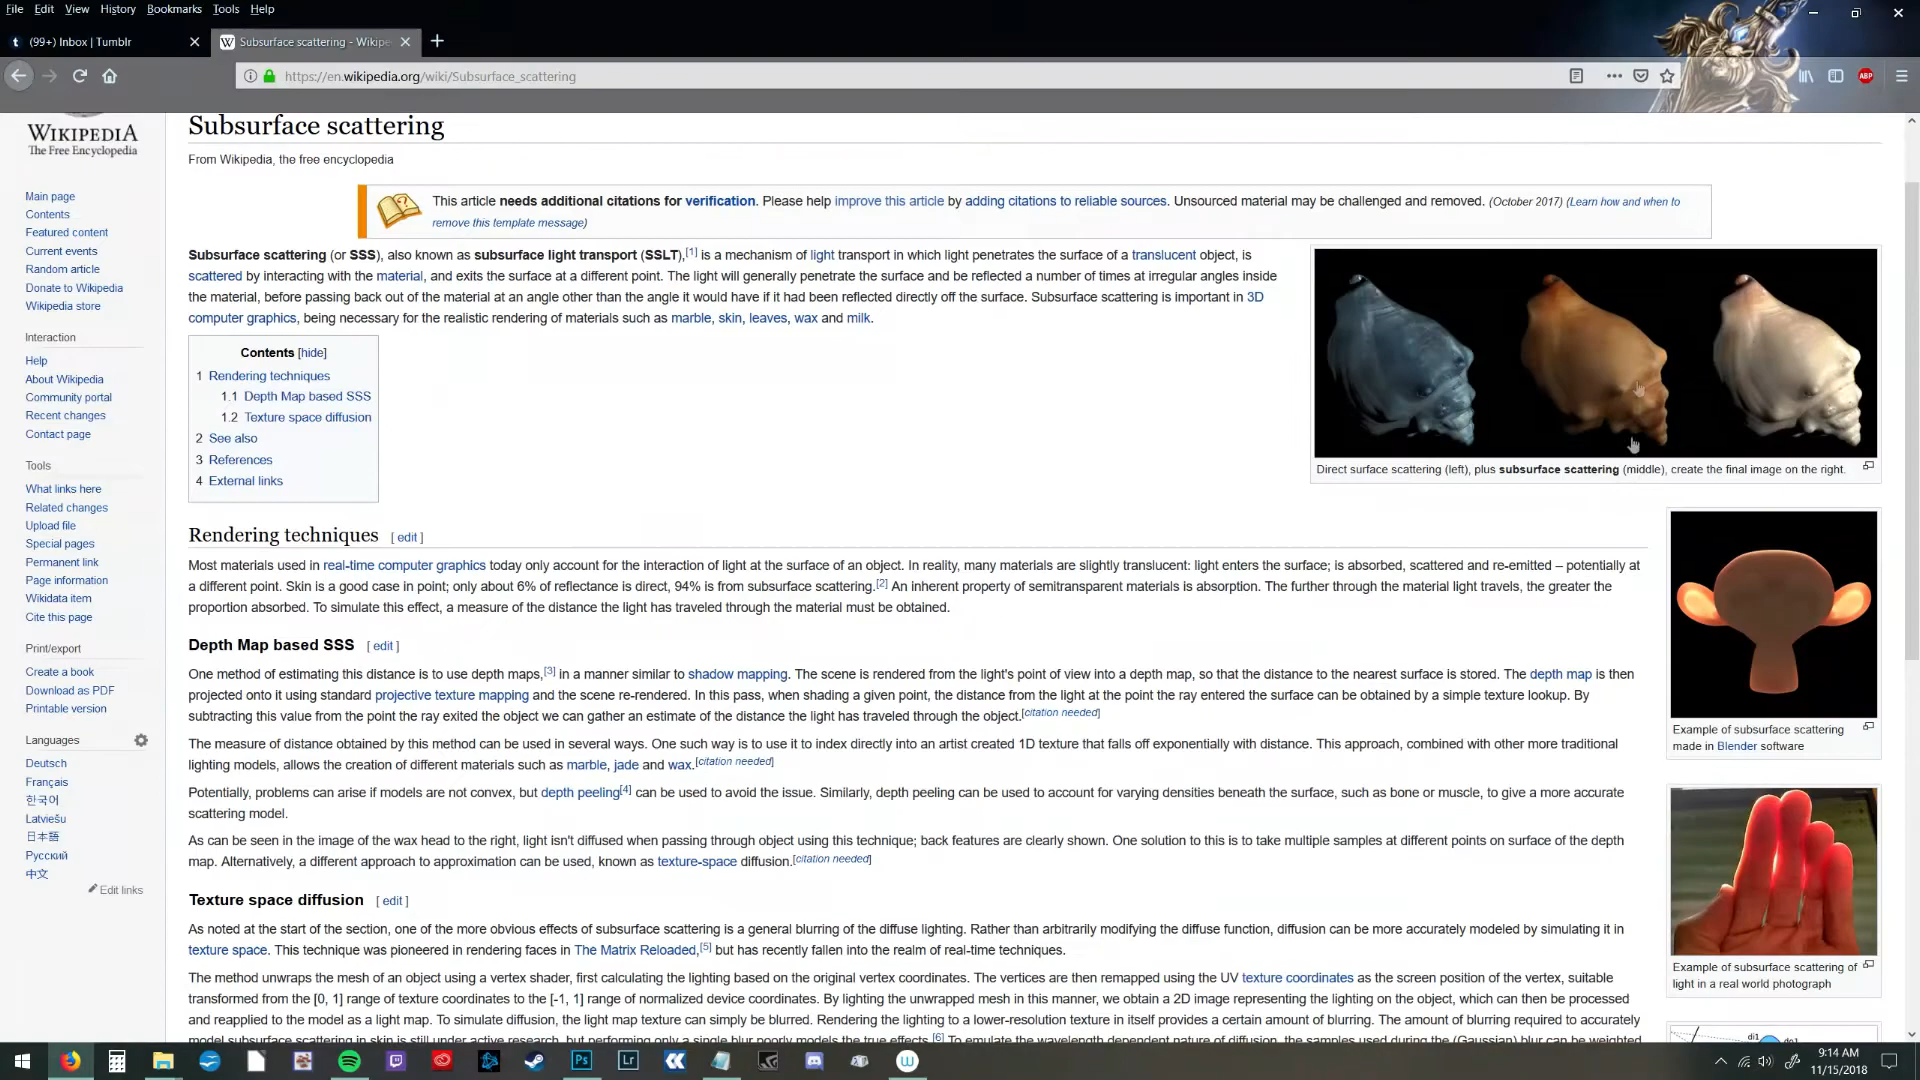 File Edit View History Bookmarks Tools Help
(99+) Inbox | Tumblr
Subsurface scattering - Wikipe
https://en.wikipedia.org/wiki/Subsurface_scattering
ABP
WIKIPEDIA
The Free Encyclopedia
Main page
Contents
Featured content
Current events
Random article
Donate to Wikipedia
Wikipedia store
Interaction
Help
About Wikipedia
Community portal
Recent changes
Contact page
Tools
What links here
Related changes
Upload file
Special pages
Permanent link
Page information
Wikidata item
Cite this page
Print/export
Create a book
Download as PDF
Printable version
Languages
Deutsch
Français
한국어
Latviešu
日本語
Русский
中文
Edit links
Subsurface scattering
From Wikipedia, the free encyclopedia
This article needs additional citations for verification. Please help improve this article by adding citations to reliable sources. Unsourced material may be challenged and removed. (October 2017) (Learn how and when to
remove this template message)
Subsurface scattering (or SSS), also known as subsurface light transport (SSLT),[1] is a mechanism of light transport in which light penetrates the surface of a translucent object, is
scattered by interacting with the material, and exits the surface at a different point. The light will generally penetrate the surface and be reflected a number of times at irregular angles inside
the material, before passing back out of the material at an angle other than the angle it would have if it had been reflected directly off the surface. Subsurface scattering is important in 3D
computer graphics, being necessary for the realistic rendering of materials such as marble, skin, leaves, wax and milk.
Direct surface scattering (left), plus subsurface scattering (middle), create the final image on the right.
Contents [hide]
1 Rendering techniques
1.1 Depth Map based SSS
1.2 Texture space diffusion
2 See also
3 References
4 External links
Rendering techniques [ edit ]
Most materials used in real-time computer graphics today only account for the interaction of light at the surface of an object. In reality, many materials are slightly translucent: light enters the surface; is absorbed, scattered and re-emitted – potentially at
a different point. Skin is a good case in point; only about 6% of reflectance is direct, 94% is from subsurface scattering.[2] An inherent property of semitransparent materials is absorption. The further through the material light travels, the greater the
proportion absorbed. To simulate this effect, a measure of the distance the light has traveled through the material must be obtained.
Depth Map based SSS [ edit ]
One method of estimating this distance is to use depth maps,[3] in a manner similar to shadow mapping. The scene is rendered from the light's point of view into a depth map, so that the distance to the nearest surface is stored. The depth map is then
projected onto it using standard projective texture mapping and the scene re-rendered. In this pass, when shading a given point, the distance from the light at the point the ray entered the surface can be obtained by a simple texture lookup. By
subtracting this value from the point the ray exited the object we can gather an estimate of the distance the light has traveled through the object.[citation needed]
The measure of distance obtained by this method can be used in several ways. One such way is to use it to index directly into an artist created 1D texture that falls off exponentially with distance. This approach, combined with other more traditional
lighting models, allows the creation of different materials such as marble, jade and wax.[citation needed]
Potentially, problems can arise if models are not convex, but depth peeling[4] can be used to avoid the issue. Similarly, depth peeling can be used to account for varying densities beneath the surface, such as bone or muscle, to give a more accurate
scattering model.
As can be seen in the image of the wax head to the right, light isn't diffused when passing through object using this technique; back features are clearly shown. One solution to this is to take multiple samples at different points on surface of the depth
map. Alternatively, a different approach to approximation can be used, known as texture-space diffusion.[citation needed]
Example of subsurface scattering
made in Blender software
Example of subsurface scattering of
light in a real world photograph
Texture space diffusion [ edit ]
As noted at the start of the section, one of the more obvious effects of subsurface scattering is a general blurring of the diffuse lighting. Rather than arbitrarily modifying the diffuse function, diffusion can be more accurately modeled by simulating it in
texture space. This technique was pioneered in rendering faces in The Matrix Reloaded,[5] but has recently fallen into the realm of real-time techniques.
The method unwraps the mesh of an object using a vertex shader, first calculating the lighting based on the original vertex coordinates. The vertices are then remapped using the UV texture coordinates as the screen position of the vertex, suitable
transformed from the [0, 1] range of texture coordinates to the [-1, 1] range of normalized device coordinates. By lighting the unwrapped mesh in this manner, we obtain a 2D image representing the lighting on the object, which can then be processed
and reapplied to the model as a light map. To simulate diffusion, the light map texture can simply be blurred. Rendering the lighting to a lower-resolution texture in itself provides a certain amount of blurring. The amount of blurring required to accurately
model subsurface scattering in skin is still under active research, but performing only a single blur poorly models the true effects.[6] To emulate the wavelength dependent nature of diffusion, the samples used during the (Gaussian) blur can be weighted
di1
Ps
Lr
9:14 AM
11/15/2018